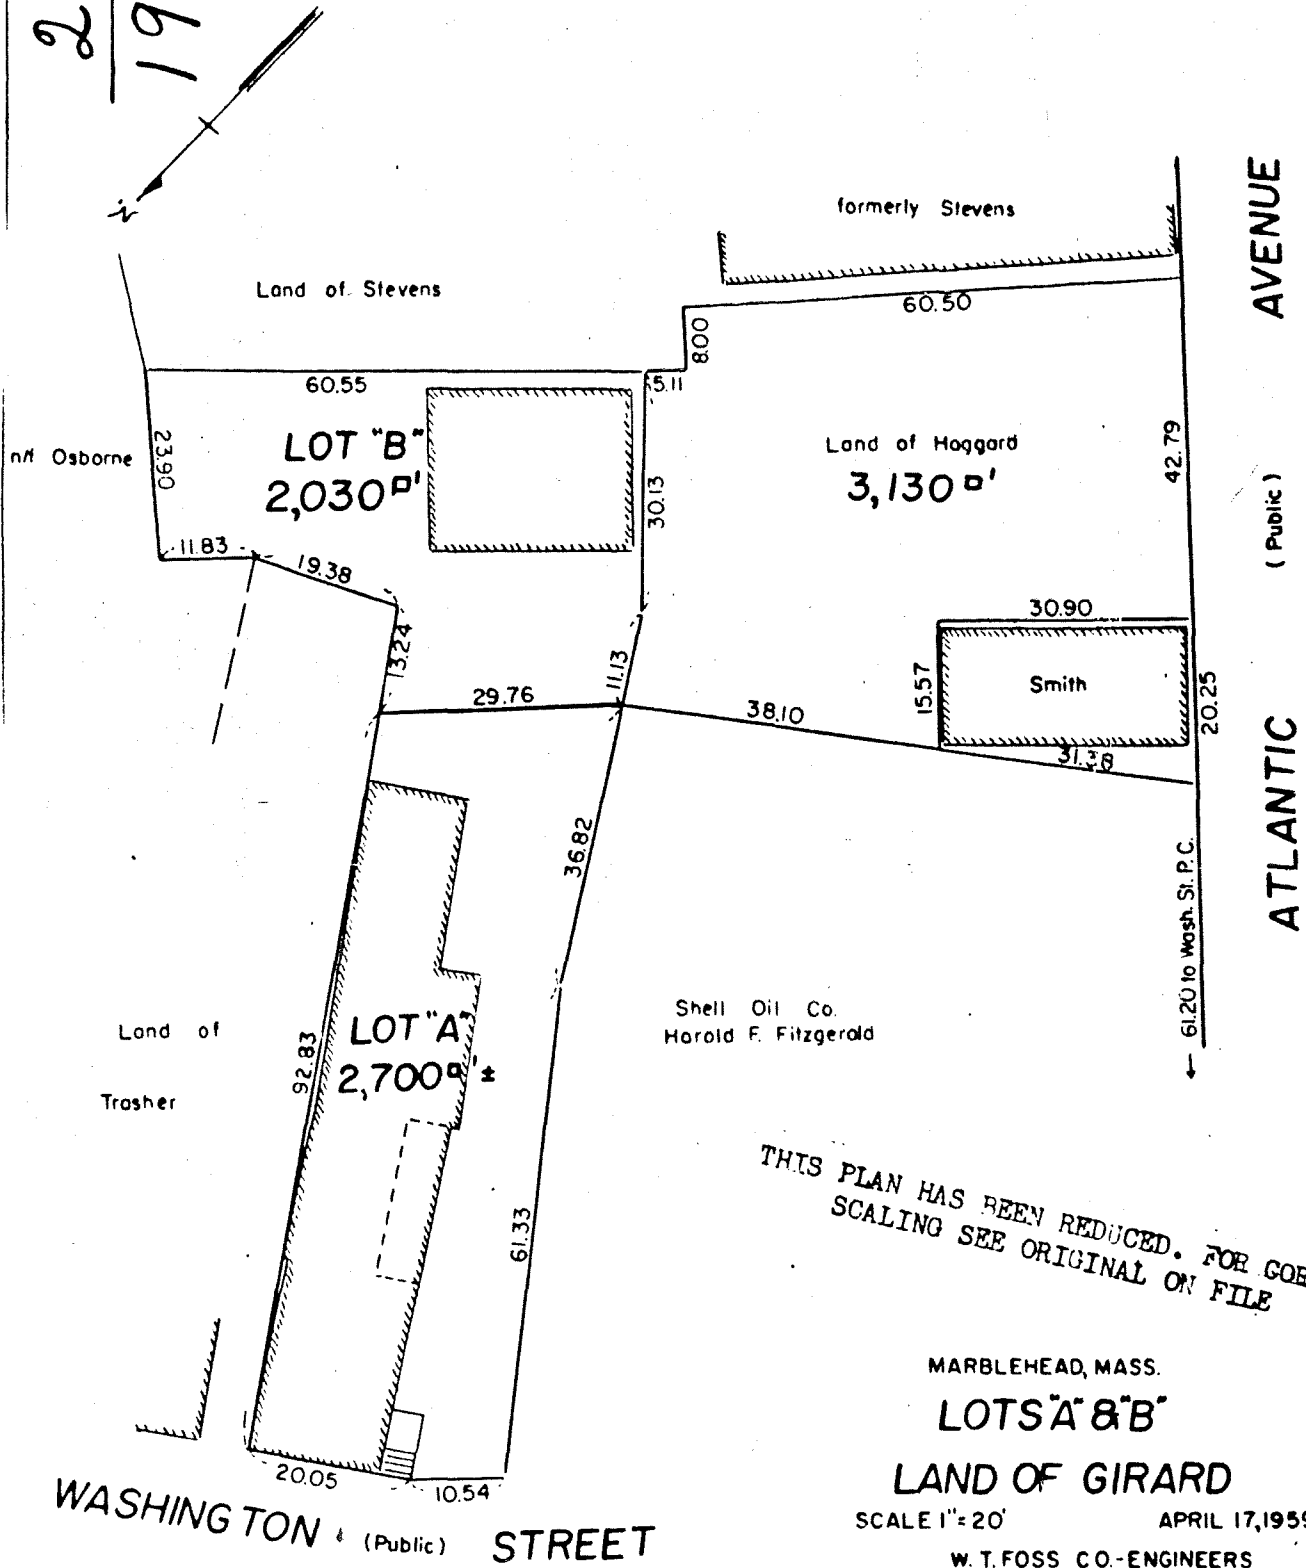 2
19
N
formerly Stevens
AVENUE
Land of Stevens
60.50
8.00
60.55
5.11
n/f Osborne
23.90
LOT "B"
2,030 □'
Land of Haggard
3,130 □'
42.79
(Public)
30.13
11.83
19.38
30.90
13.24
11.13
15.57
Smith
20.25
29.76
38.10
31.38
ATLANTIC
36.82
61.20 to Wash. St. P.C.
Land of
Trasher
92.83
LOT "A"
2,700 □' ±
Shell Oil Co.
Harold F. Fitzgerald
61.33
THIS PLAN HAS BEEN REDUCED. FOR
SCALING SEE ORIGINAL ON FILE
MARBLEHEAD, MASS.
LOTS "A" & "B"
LAND OF GIRARD
SCALE 1"=20' APRIL 17, 1959
W. T. FOSS CO.-ENGINEERS
20.05
10.54
WASHINGTON (Public) STREET